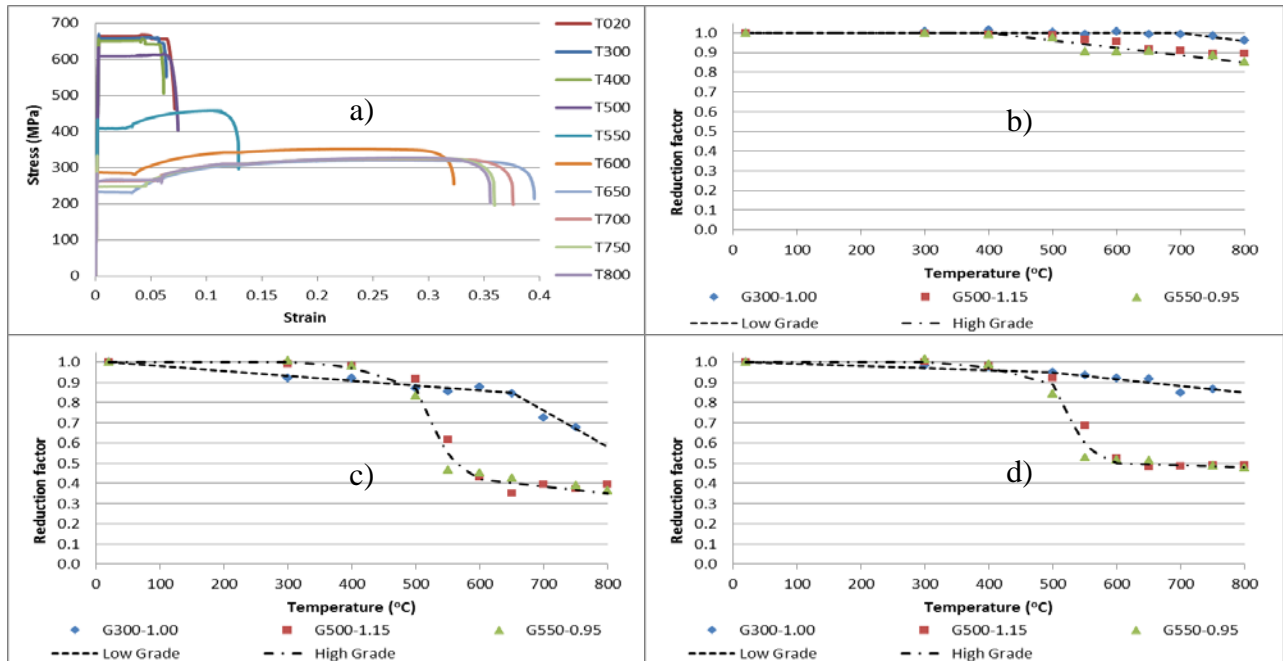 700
600
500
400
300
200
100
0
Stress (MPa)
0 0.05 0.1 0.15 0.2 0.25 0.3 0.35 0.4
Strain
a)
T020
T300
T400
T500
T550
T600
T650
T700
T750
T800
1.0
0.9
0.8
0.7
0.6
0.5
0.4
0.3
0.2
0.1
0.0
Reduction factor
b)
0 100 200 300 400 500 600 700 800
Temperature (ºC)
G300-1.00 G500-1.15 G550-0.95
Low Grade High Grade
1.0
0.9
0.8
0.7
0.6
0.5
0.4
0.3
0.2
0.1
0.0
Reduction factor
c)
0 100 200 300 400 500 600 700 800
Temperature (ºC)
G300-1.00 G500-1.15 G550-0.95
Low Grade High Grade
1.0
0.9
0.8
0.7
0.6
0.5
0.4
0.3
0.2
0.1
0.0
Reduction factor
d)
0 100 200 300 400 500 600 700 800
Temperature (ºC)
G300-1.00 G500-1.15 G550-0.95
Low Grade High Grade